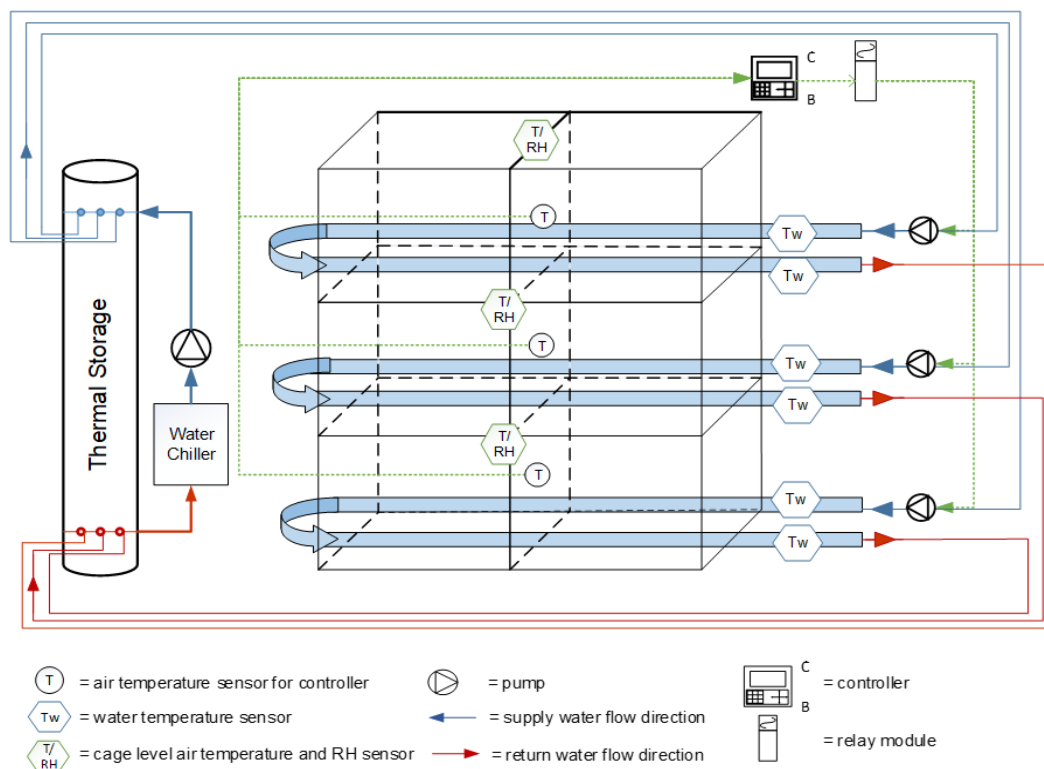 C
B
T/
RH
T
Tw
Tw
Thermal Storage
T/
RH
T
Tw
Tw
Water
Chiller
T/
RH
T
Tw
Tw
T = air temperature sensor for controller
Tw = water temperature sensor
T/
RH = cage level air temperature and RH sensor
= pump
= supply water flow direction
= return water flow direction
C
= controller
B
= relay module